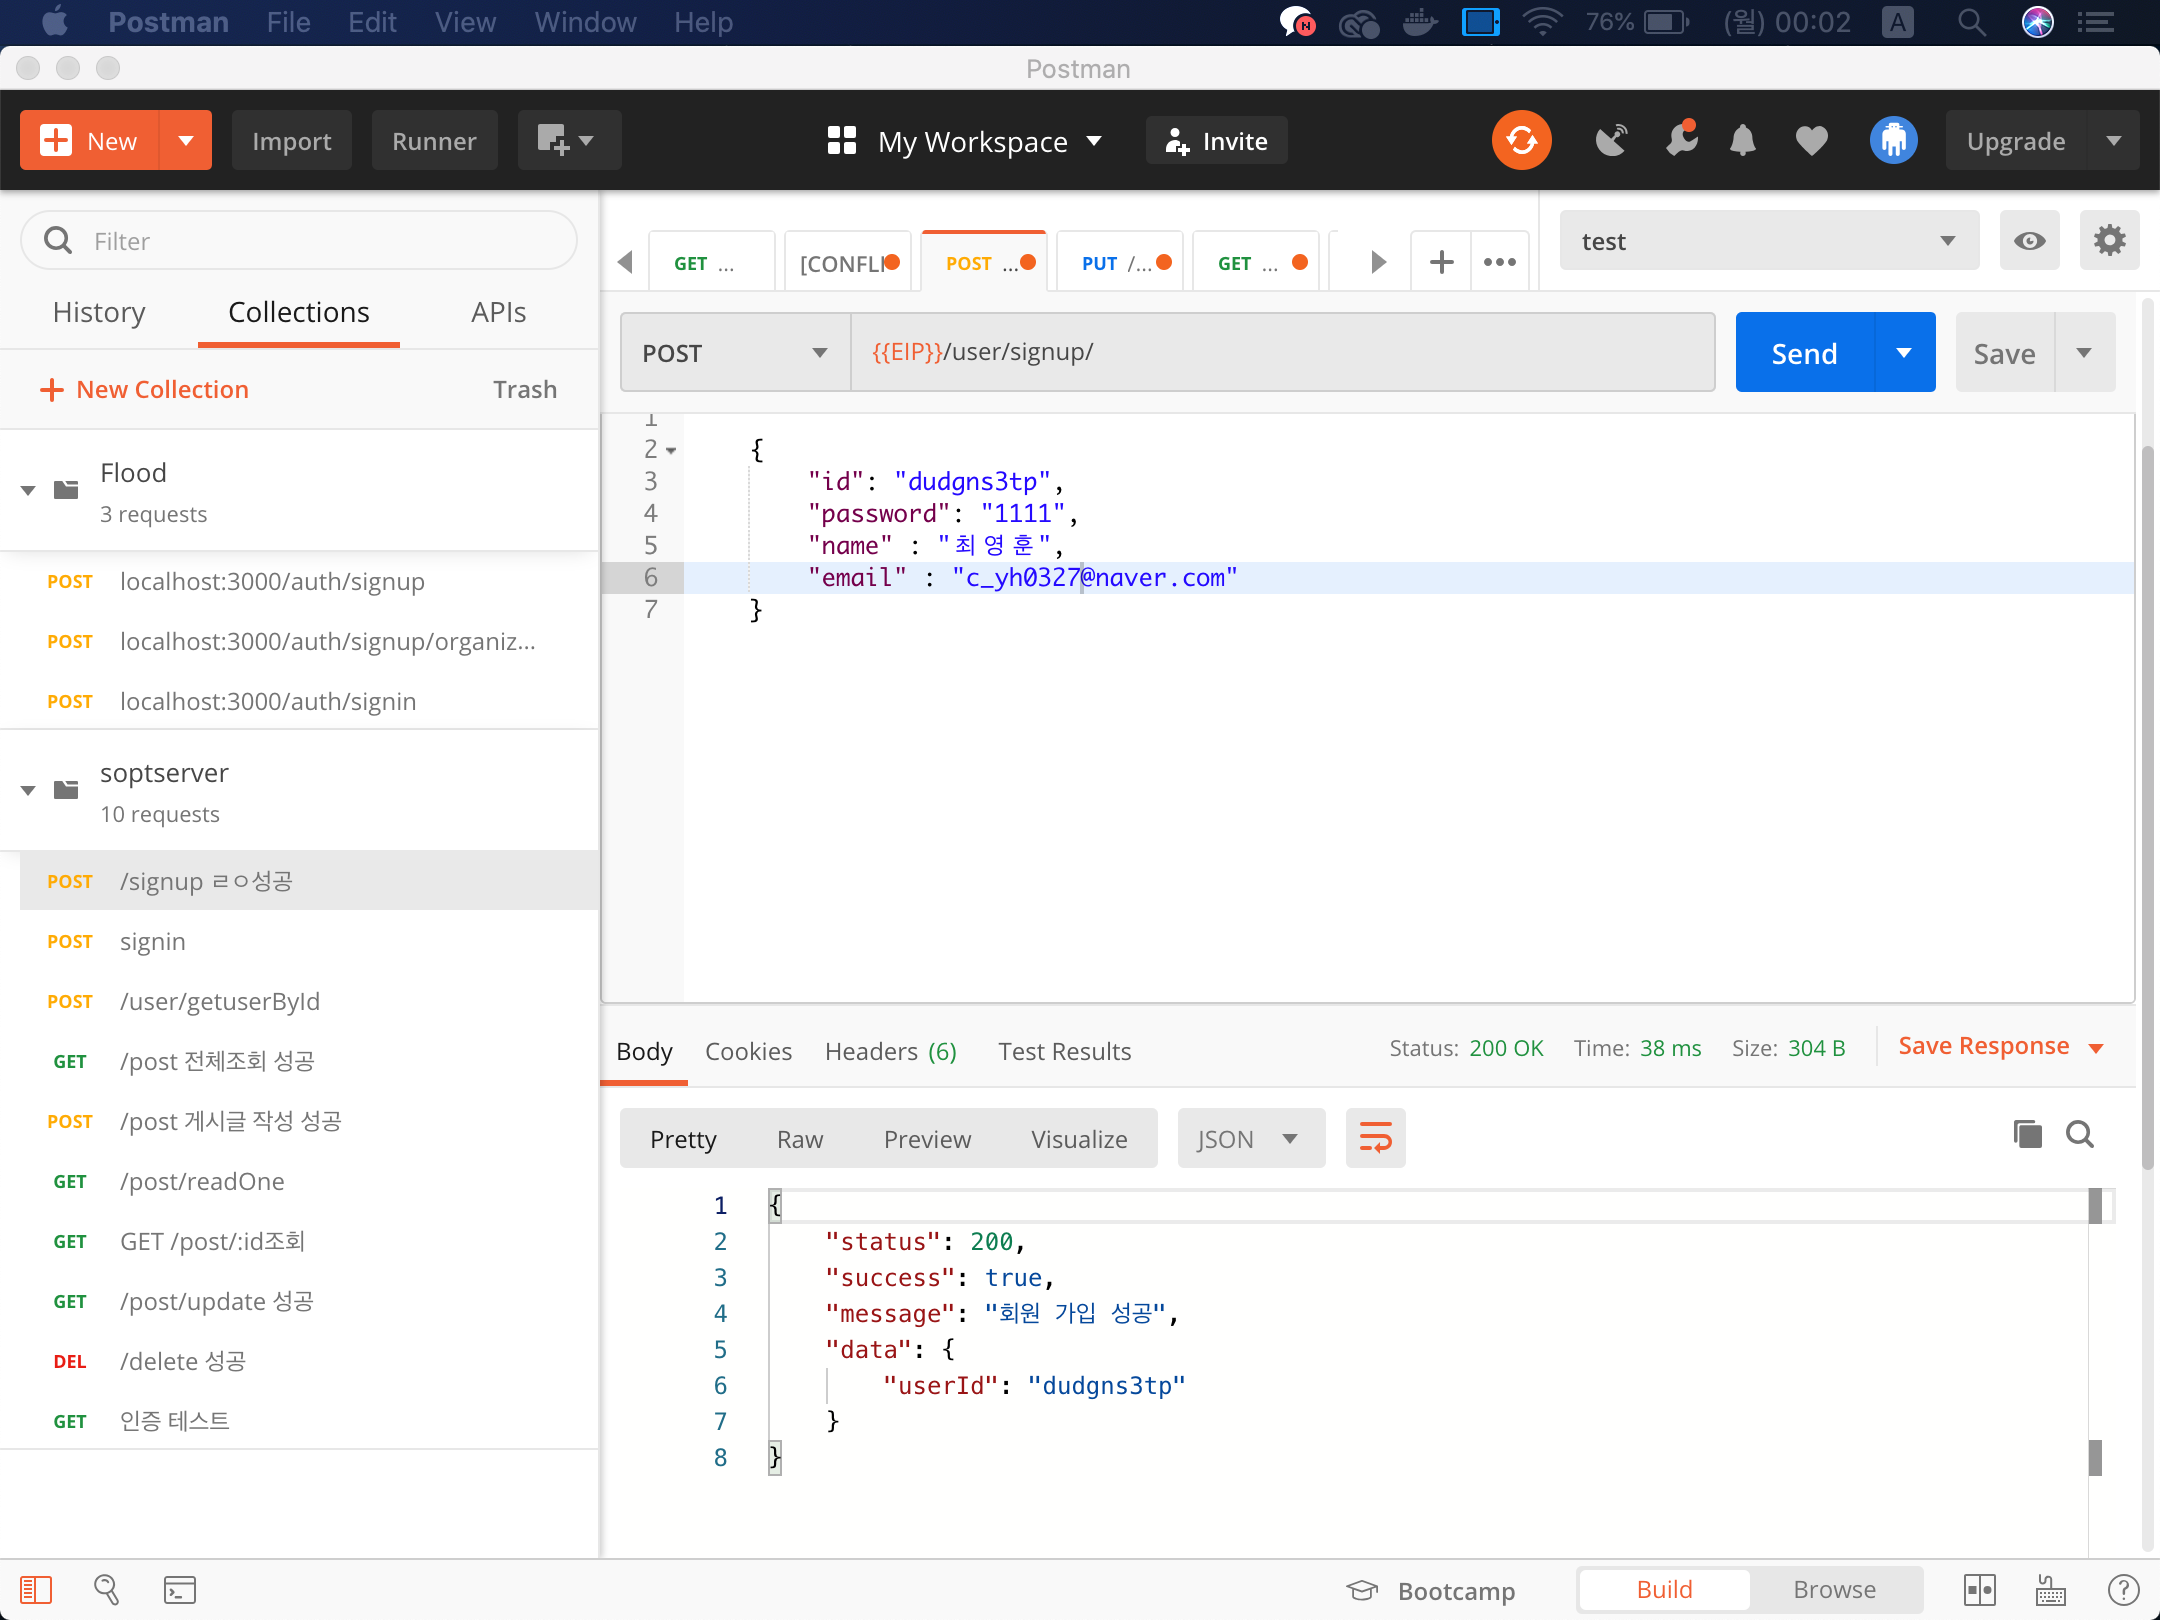 Postman File Edit View Window Help 76% (월) 00:02 A
Postman
New Import Runner My Workspace Invite Upgrade
Filter
GET ... [CONFLI POST ... PUT /... GET ... test
History Collections APIs
+ New Collection Trash
Flood
3 requests
POST localhost:3000/auth/signup
POST localhost:3000/auth/signup/organiz...
POST localhost:3000/auth/signin
soptserver
10 requests
POST /signup ㄹㅇ성공
POST signin
POST /user/getuserById
GET /post 전체조회 성공
POST /post 게시글 작성 성공
GET /post/readOne
GET GET /post/:id조회
GET /post/update 성공
DEL /delete 성공
GET 인증 테스트
POST {{EIP}}/user/signup/ Send Save
1
2 {
3 "id": "dudgns3tp",
4 "password": "1111",
5 "name" : "최영훈",
6 "email" : "c_yh0327@naver.com"
7 }
Body Cookies Headers (6) Test Results Status: 200 OK Time: 38 ms Size: 304 B Save Response
Pretty Raw Preview Visualize JSON
1 {
2 "status": 200,
3 "success": true,
4 "message": "회원 가입 성공",
5 "data": {
6 "userId": "dudgns3tp"
7 }
8 }
Bootcamp Build Browse ?